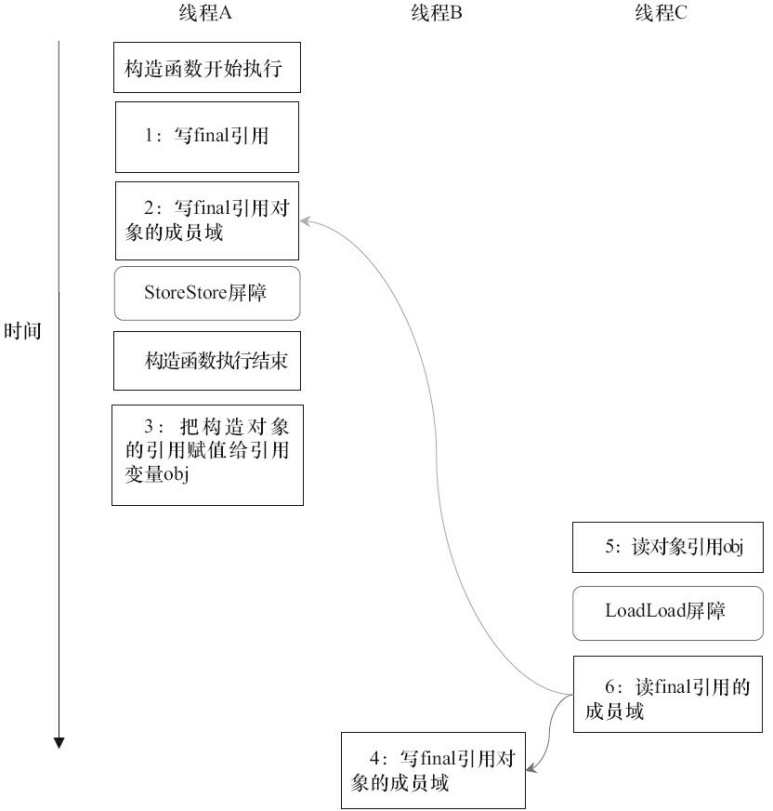 线程A
线程B
线程C
构造函数开始执行
1：写final引用
2：写final引用对
象的成员域
StoreStore屏障
时间
构造函数执行结束
3：把构造对象
的引用赋值给引用
变量obj
5：读对象引用obj
LoadLoad屏障
6：读final引用的
成员域
4：写final引用对
象的成员域